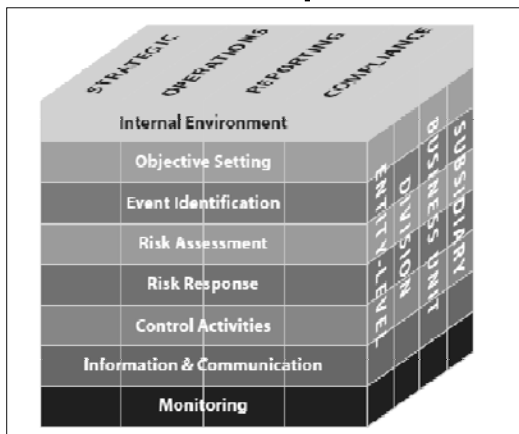 STRATEGIC
OPERATIONS
REPORTING
COMPLIANCE
Internal Environment
Objective Setting
Event Identification
Risk Assessment
Risk Response
Control Activities
Information & Communication
Monitoring
ENTITY-LEVEL
DIVISION
BUSINESS UNIT
SUBSIDIARY